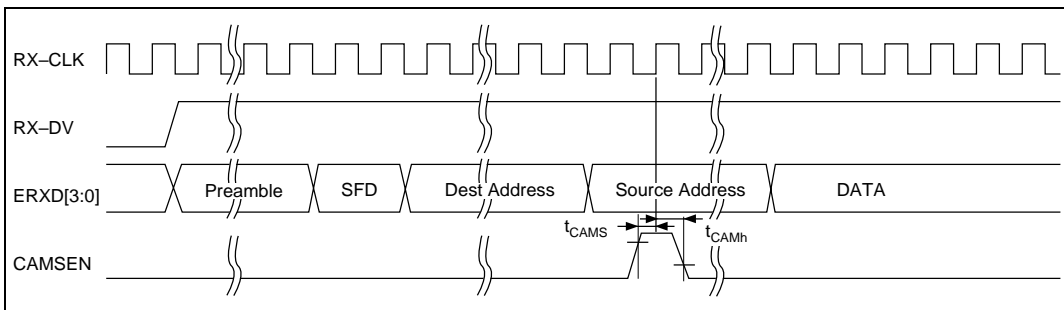 RX–CLK
RX–DV
ERXD[3:0] Preamble SFD Dest Address Source Address DATA
tCAMS tCAMh
CAMSEN